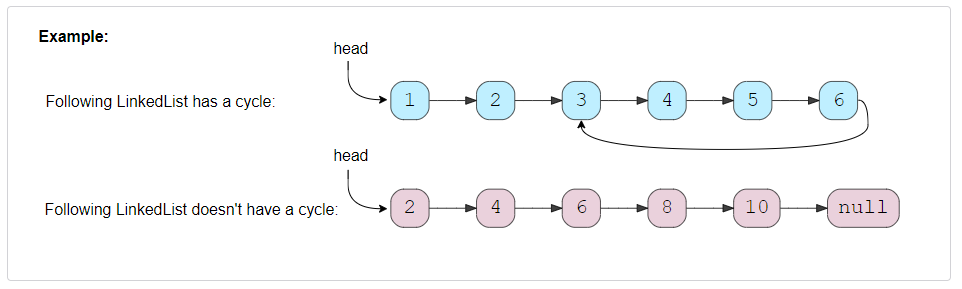 Example:
head
Following LinkedList has a cycle:
1 2 3 4 5 6
head
Following LinkedList doesn't have a cycle:
2 4 6 8 10 null